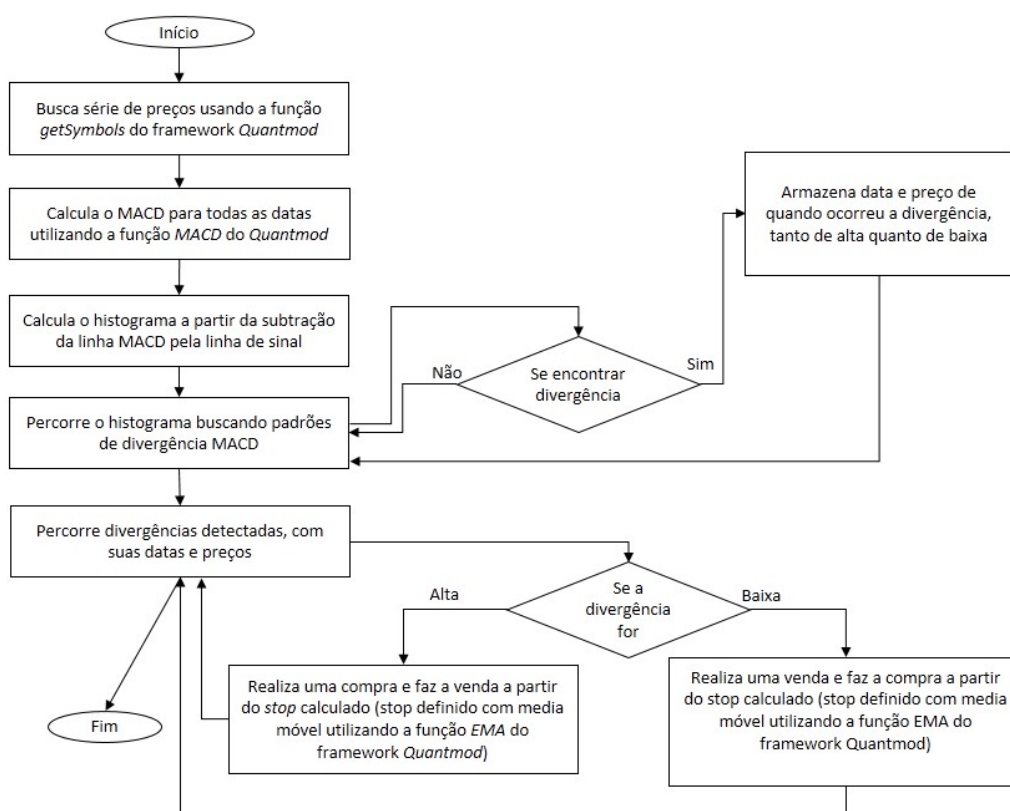 Início
Busca série de preços usando a função
getSymbols do framework Quantmod
Calcula o MACD para todas as datas
utilizando a função MACD do Quantmod
Calcula o histograma a partir da subtração
da linha MACD pela linha de sinal
Percorre o histograma buscando padrões
de divergência MACD
Não
Se encontrar
divergência
Sim
Armazena data e preço de
quando ocorreu a divergência,
tanto de alta quanto de baixa
Percorre divergências detectadas, com
suas datas e preços
Alta
Se a
divergência
for
Baixa
Realiza uma compra e faz a venda a partir
do stop calculado (stop definido com media
móvel utilizando a função EMA do
framework Quantmod)
Realiza uma venda e faz a compra a partir
do stop calculado (stop definido com media
móvel utilizando a função EMA do
framework Quantmod)
Fim